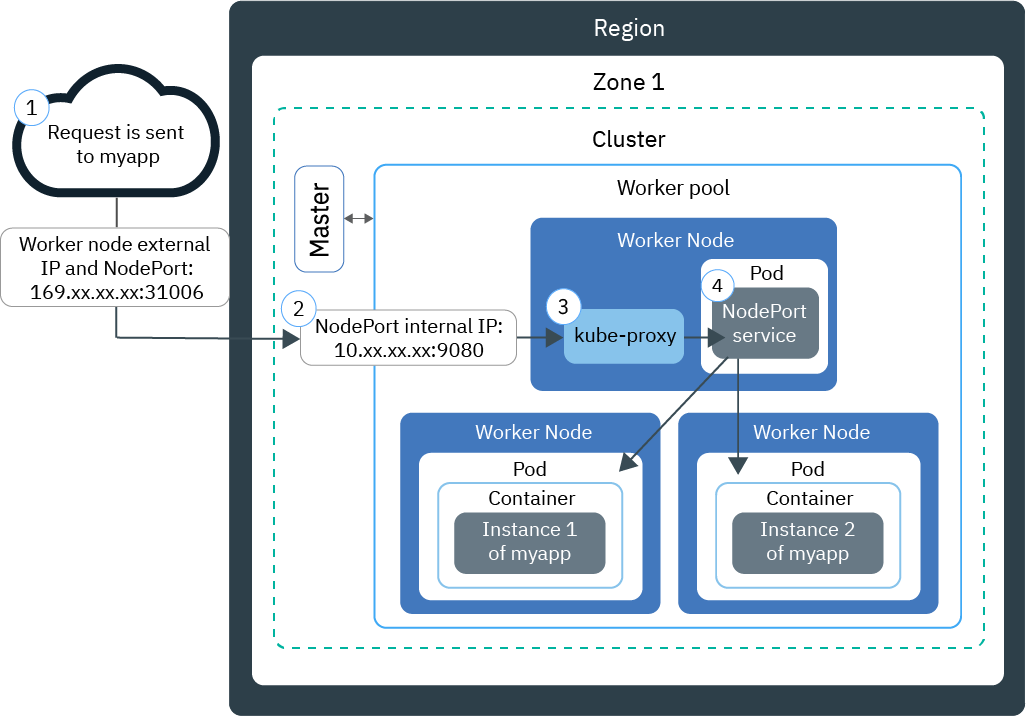 Region
Zone 1
1
Request is sent
to myapp
Cluster
Master
Worker pool
Worker node external
IP and NodePort:
169.xx.xx.xx:31006
Worker Node
2
NodePort internal IP:
10.xx.xx.xx:9080
3
kube-proxy
Pod
4
NodePort
service
Worker Node
Pod
Container
Instance 1
of myapp
Worker Node
Pod
Container
Instance 2
of myapp